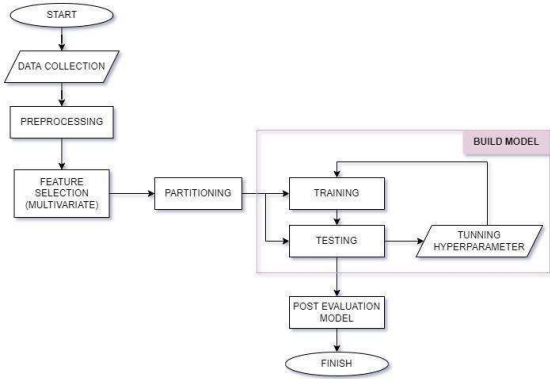 START
DATA COLLECTION
PREPROCESSING
FEATURE
SELECTION
(MULTIVARIATE)
PARTITIONING
BUILD MODEL
TRAINING
TESTING
TUNNING
HYPERPARAMETER
POST EVALUATION
MODEL
FINISH